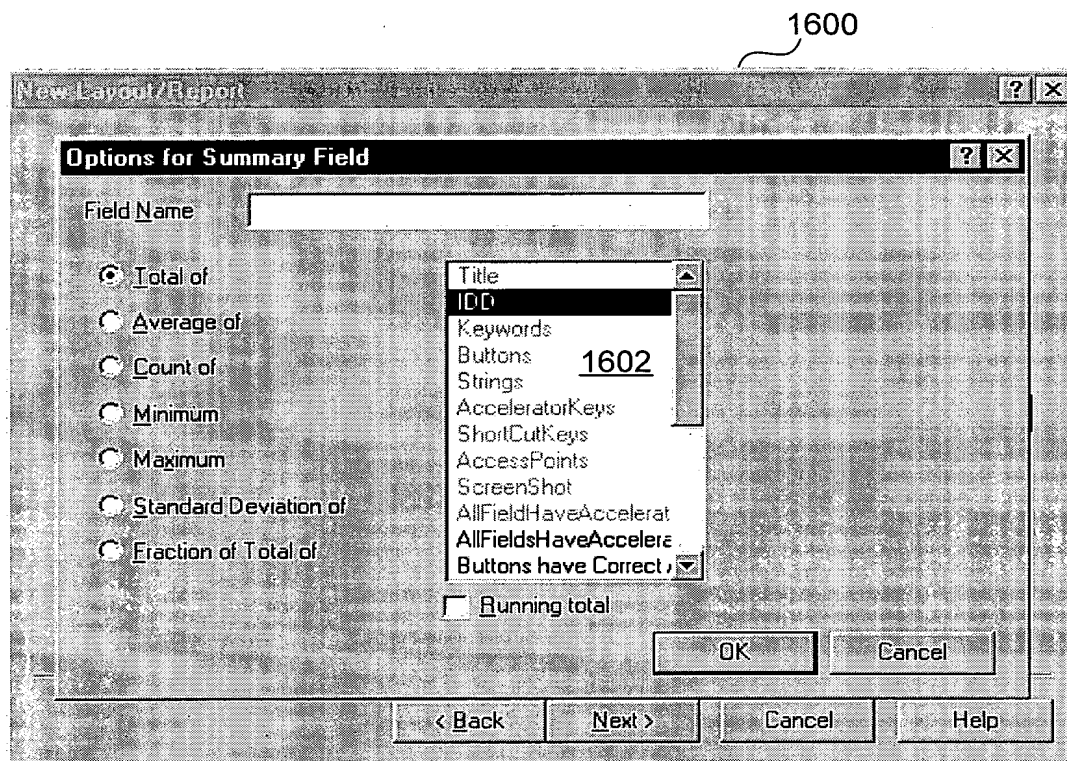 1600
New Layout/Report
Options for Summary Field
Field Name
Total of
Average of
Count of
Minimum
Maximum
Standard Deviation of
Fraction of Total of
Title
IDD
Keywords
Buttons
1602
Strings
AcceleratorKeys
ShortCutKeys
AccessPoints
ScreenShot
AllFieldHaveAccelerat
AllFieldsHaveAccelera
Buttons have Correct
Running total
OK Cancel
< Back Next > Cancel Help